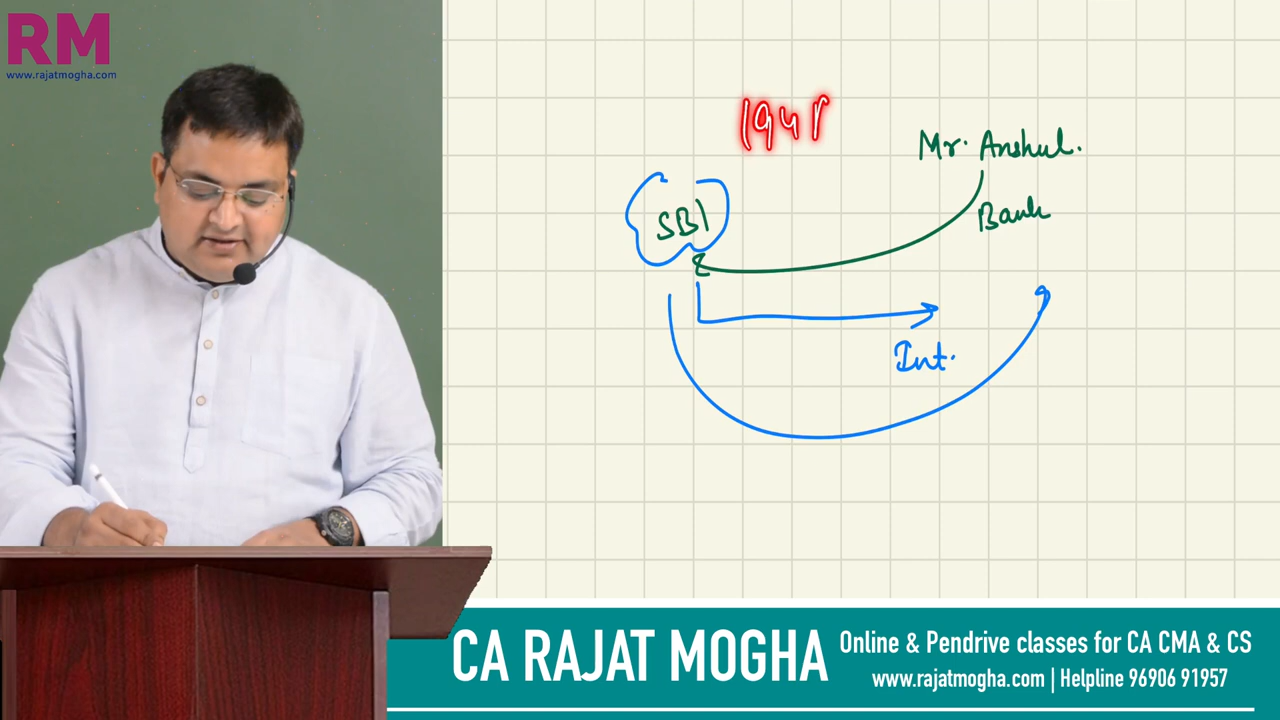 RM
www.rajatmogha.com
Mr. Anshul.
SBI
Bank
Int.
CA RAJAT MOGHA
Online & Pendrive classes for CA CMA & CS
www.rajatmogha.com | Helpline 96906 91957